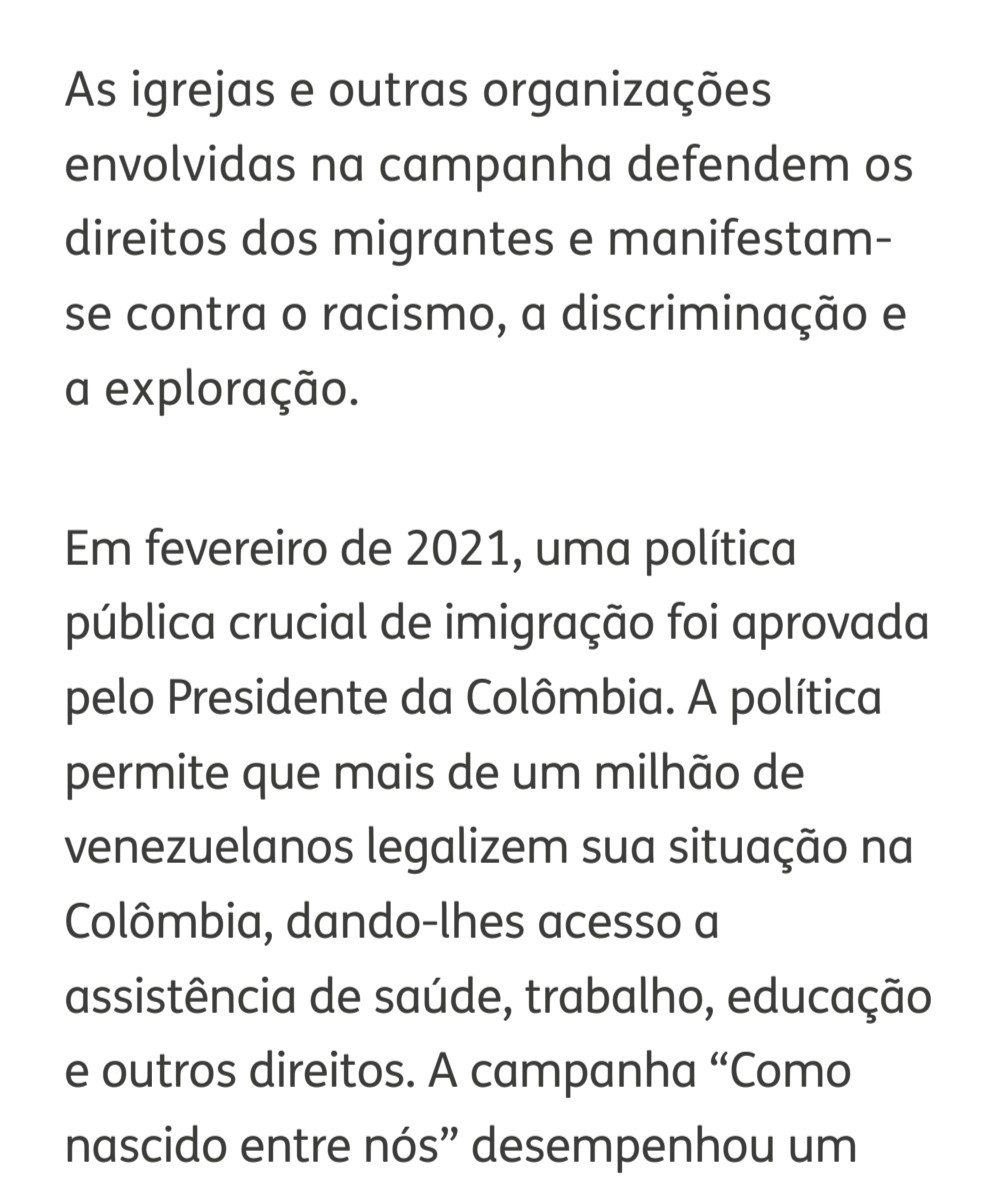 As igrejas e outras organizações
envolvidas na campanha defendem os
direitos dos migrantes e manifestam-
se contra o racismo, a discriminação e
a exploração.
Em fevereiro de 2021, uma política
pública crucial de imigração foi aprovada
pelo Presidente da Colômbia. A política
permite que mais de um milhão de
venezuelanos legalizem sua situação na
Colômbia, dando-lhes acesso a
assistência de saúde, trabalho, educação
e outros direitos. A campanha “Como
nascido entre nós” desempenhou um